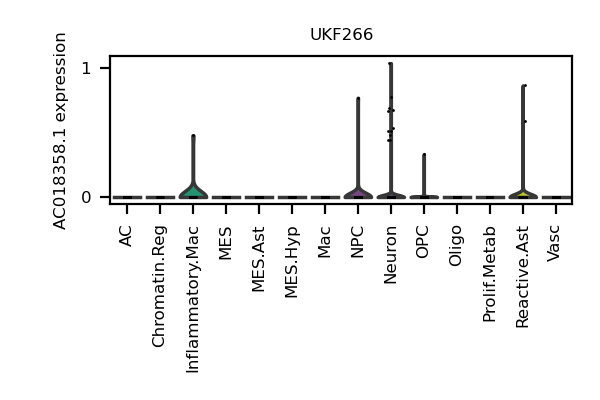 UKF266
AC018358.1 expression
1
0
AC
Chromatin.Reg
Inflammatory.Mac
MES
MES.Ast
MES.Hyp
Mac
NPC
Neuron
OPC
Oligo
Prolif.Metab
Reactive.Ast
Vasc